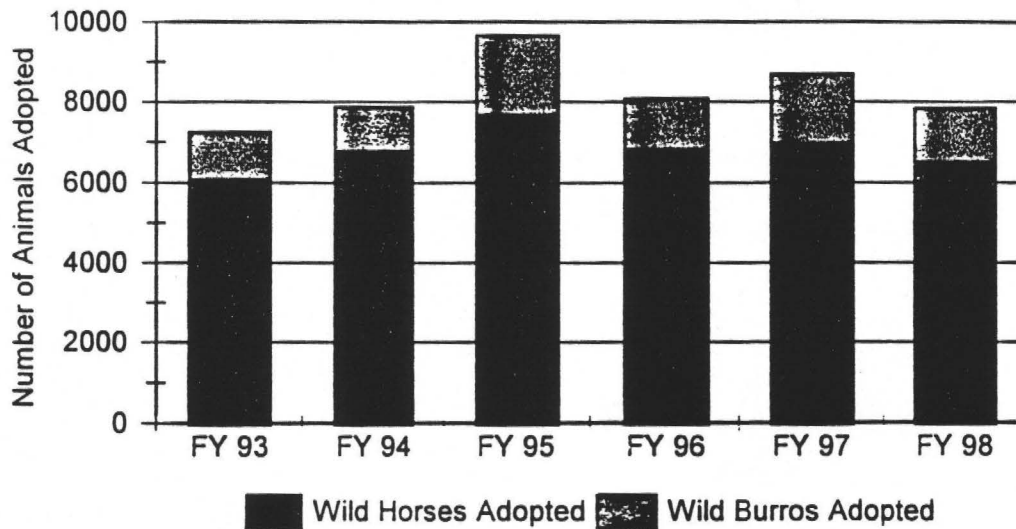 Number of Animals Adopted
10000
8000
6000
4000
2000
0
FY 93 FY 94 FY 95 FY 96 FY 97 FY 98
Wild Horses Adopted Wild Burros Adopted